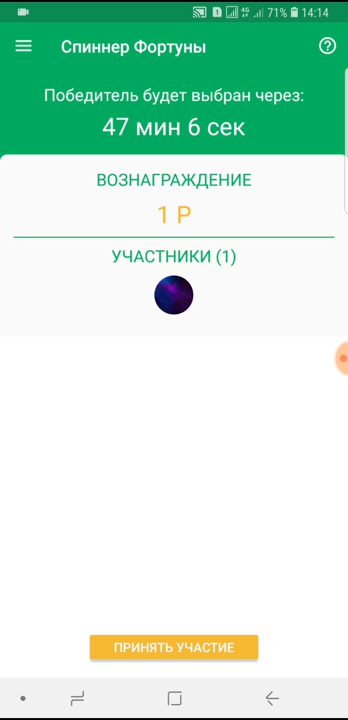 4G 71% 14:14
Спиннер Фортуны
Победитель будет выбран через:
47 мин 6 сек
ВОЗНАГРАЖДЕНИЕ
1 Р
УЧАСТНИКИ (1)
ПРИНЯТЬ УЧАСТИЕ